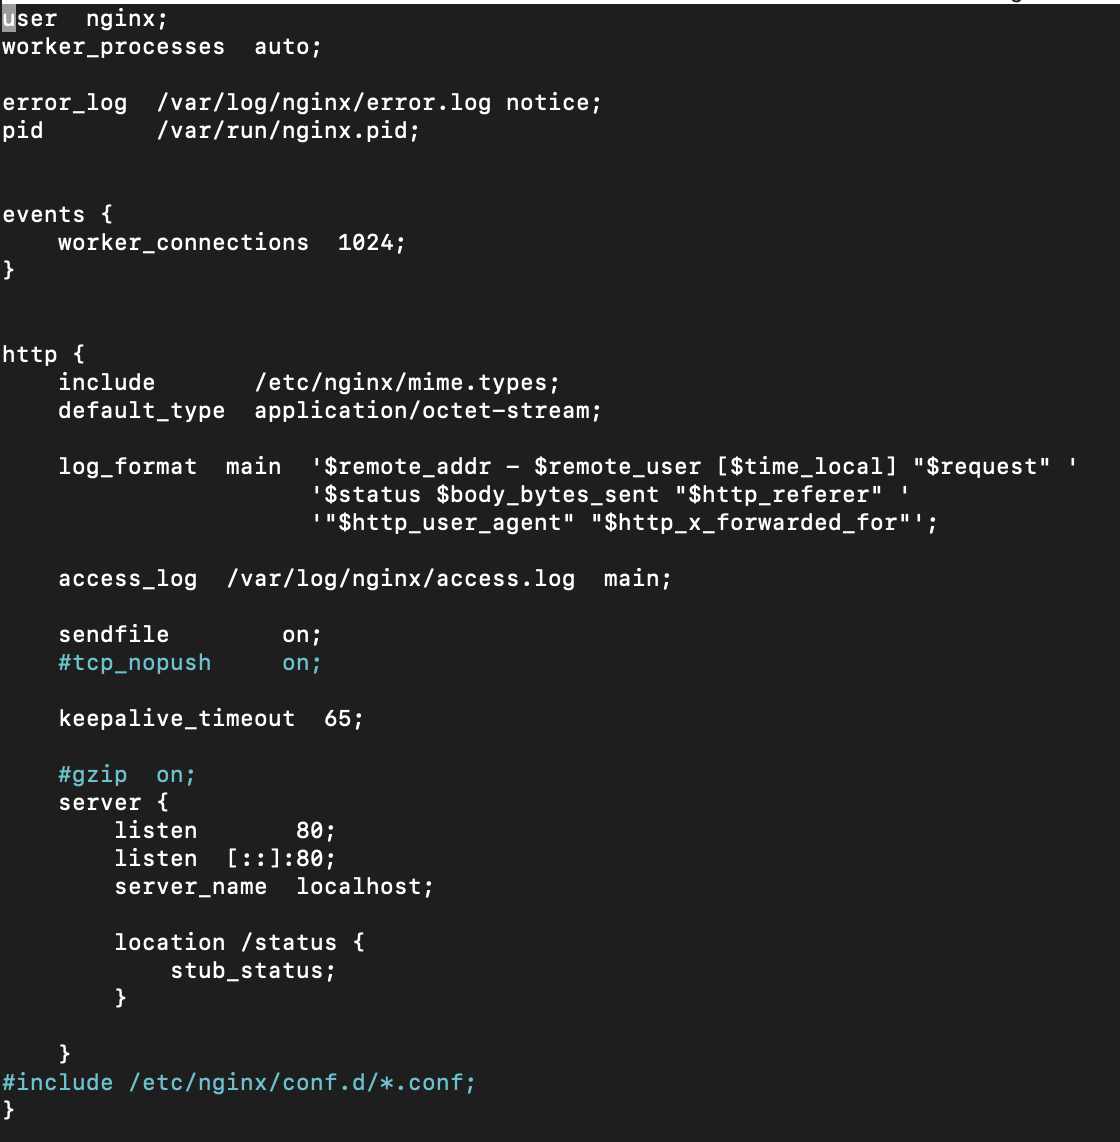 user  nginx;
worker_processes  auto;

error_log  /var/log/nginx/error.log notice;
pid        /var/run/nginx.pid;


events {
    worker_connections  1024;
}


http {
    include       /etc/nginx/mime.types;
    default_type  application/octet-stream;

    log_format  main  '$remote_addr - $remote_user [$time_local] "$request" '
                      '$status $body_bytes_sent "$http_referer" '
                      '"$http_user_agent" "$http_x_forwarded_for"';

    access_log  /var/log/nginx/access.log  main;

    sendfile        on;
    #tcp_nopush     on;

    keepalive_timeout  65;

    #gzip  on;
    server {
        listen       80;
        listen  [::]:80;
        server_name  localhost;

        location /status {
            stub_status;
        }

    }
#include /etc/nginx/conf.d/*.conf;
}